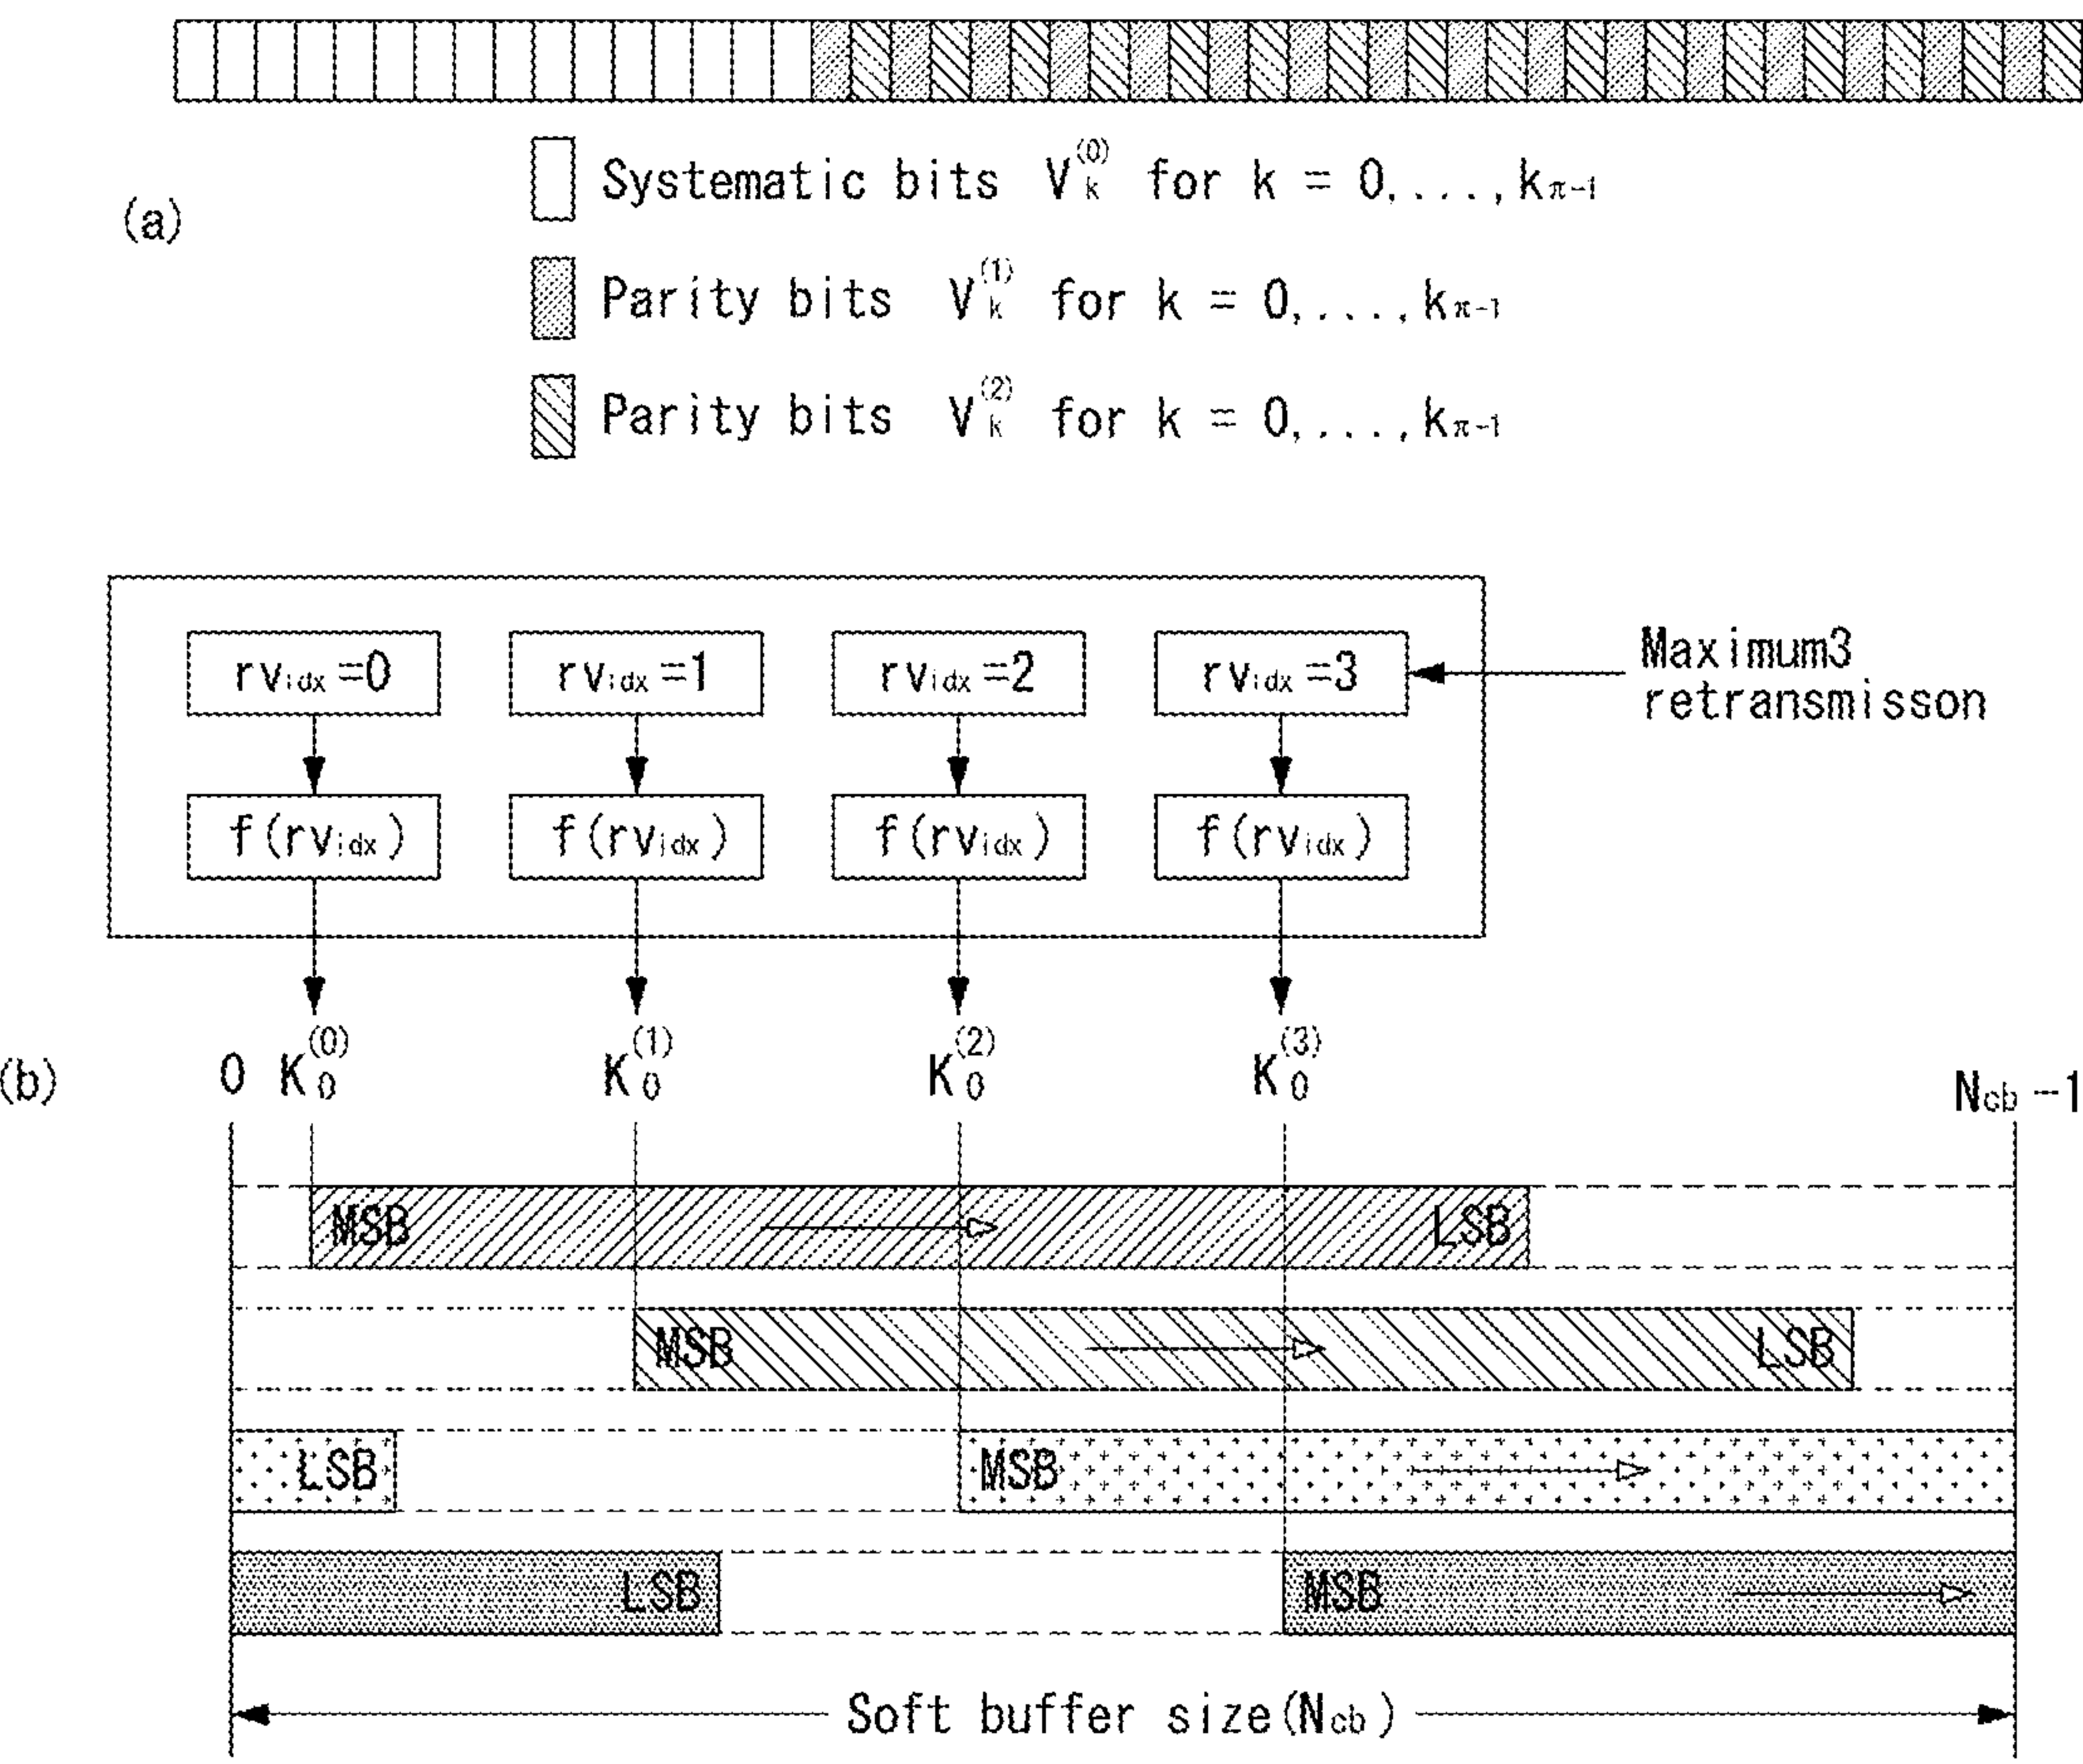 (a)
Systematic bits V_k^(0) for k = 0,...,k_π-1
Parity bits V_k^(1) for k = 0,...,k_π-1
Parity bits V_k^(2) for k = 0,...,k_π-1
rv_idx=0 rv_idx=1 rv_idx=2 rv_idx=3
Maximum3
retransmisson
f(rv_idx) f(rv_idx) f(rv_idx) f(rv_idx)
(b) 0 K_0^(0) K_0^(1) K_0^(2) K_0^(3) N_cb-1
MSB LSB
MSB LSB
LSB MSB
LSB MSB
Soft buffer size(N_cb)